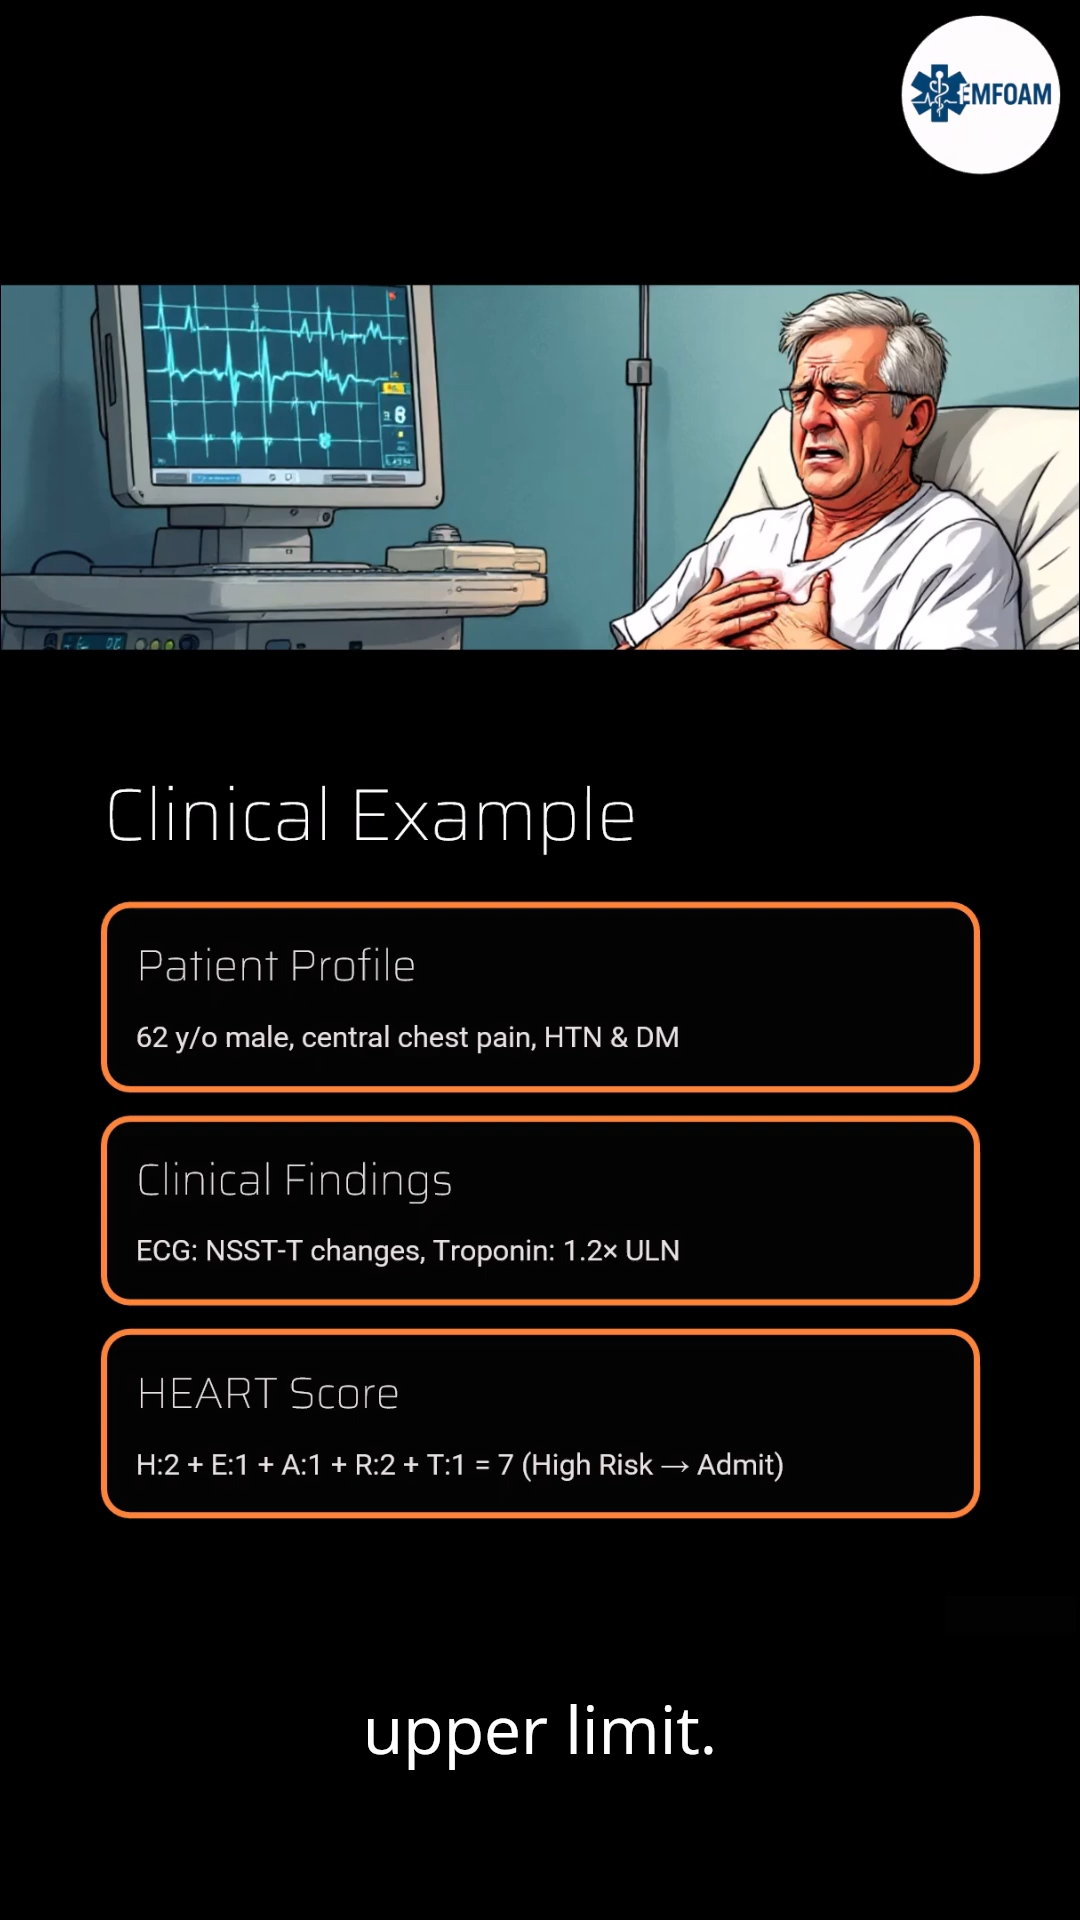 EMFOAM
Clinical Example
Patient Profile
62 y/o male, central chest pain, HTN & DM
Clinical Findings
ECG: NSST-T changes, Troponin: 1.2× ULN
HEART Score
H:2 + E:1 + A:1 + R:2 + T:1 = 7 (High Risk → Admit)
upper limit.